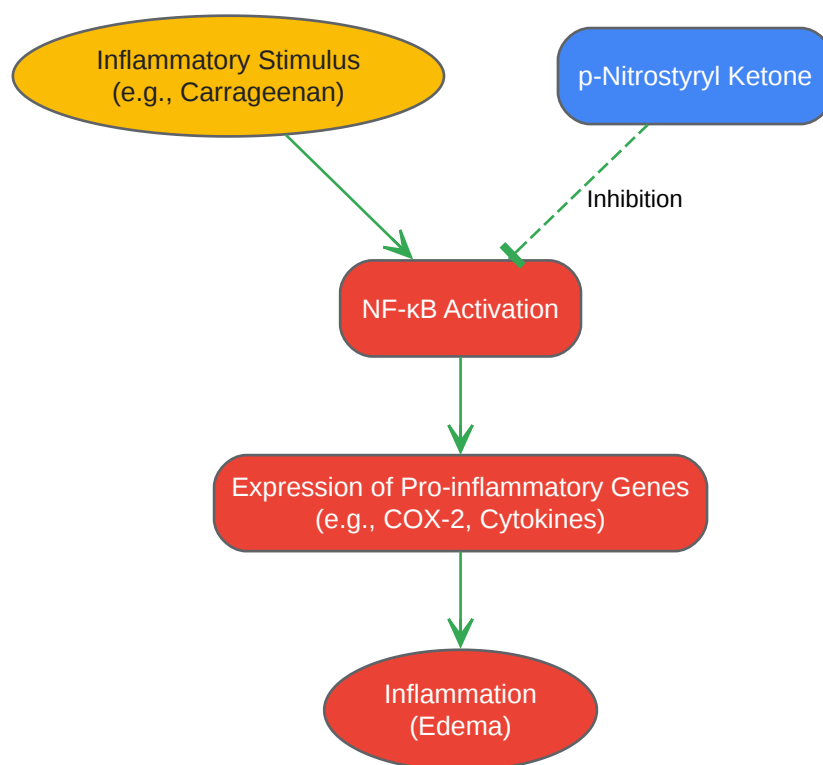 Inflammatory Stimulus
(e.g., Carrageenan)
p-Nitrostyryl Ketone
Inhibition
NF-κB Activation
Expression of Pro-inflammatory Genes
(e.g., COX-2, Cytokines)
Inflammation
(Edema)